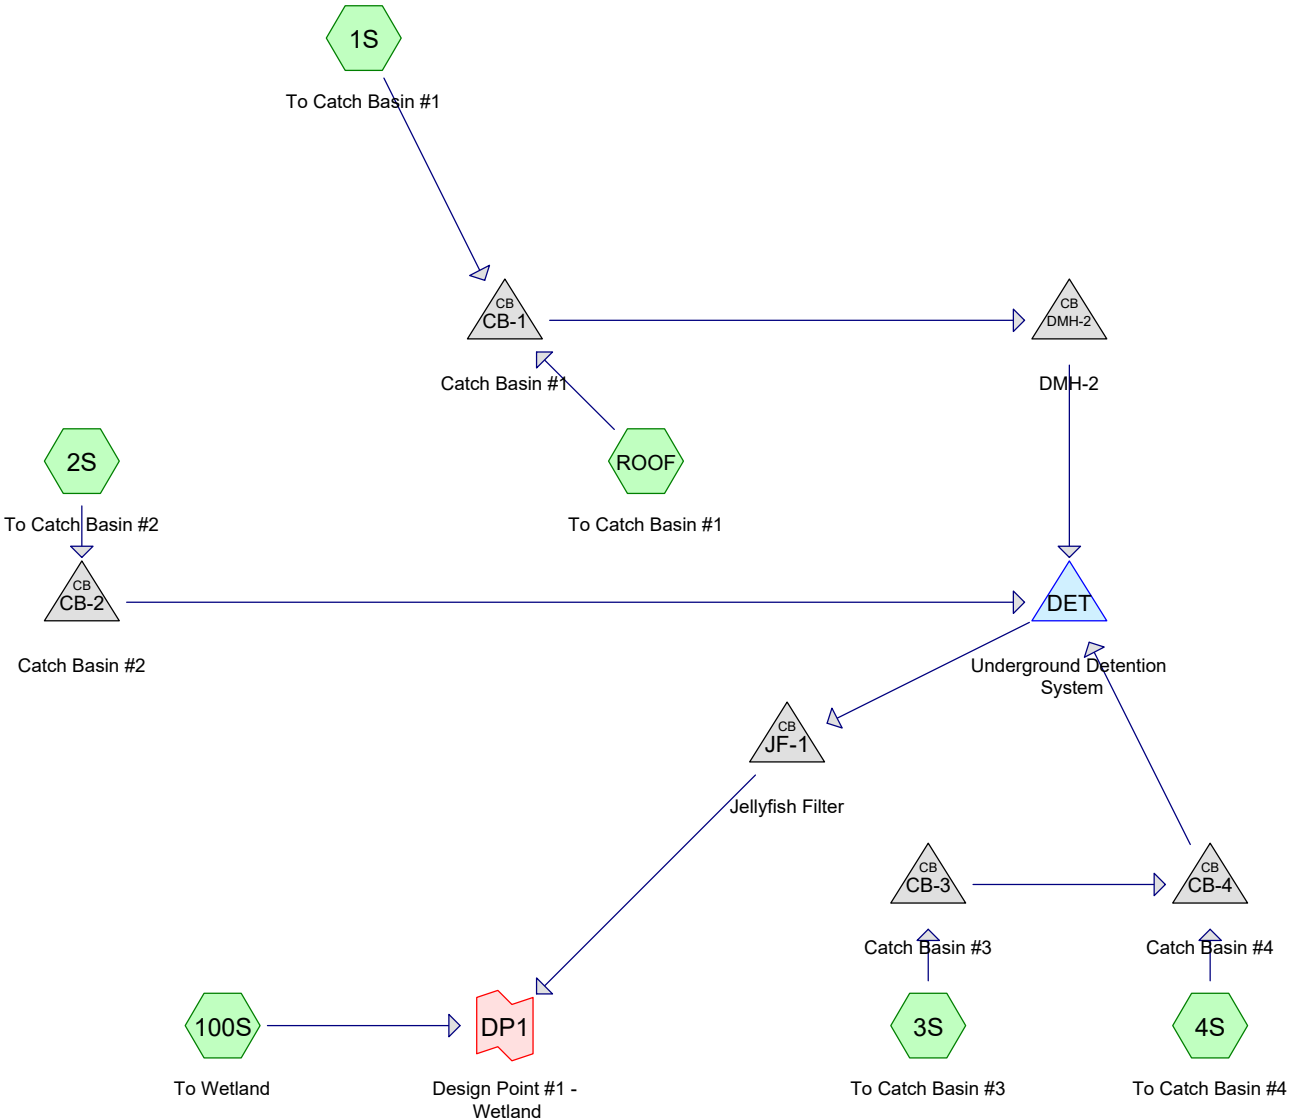 1S
To Catch Basin #1
CB
CB-1
Catch Basin #1
CB
DMH-2
DMH-2
2S
To Catch Basin #2
ROOF
To Catch Basin #1
CB
CB-2
Catch Basin #2
DET
Underground Detention
System
CB
JF-1
Jellyfish Filter
CB
CB-3
Catch Basin #3
CB
CB-4
Catch Basin #4
100S
To Wetland
DP1
Design Point #1 -
Wetland
3S
To Catch Basin #3
4S
To Catch Basin #4